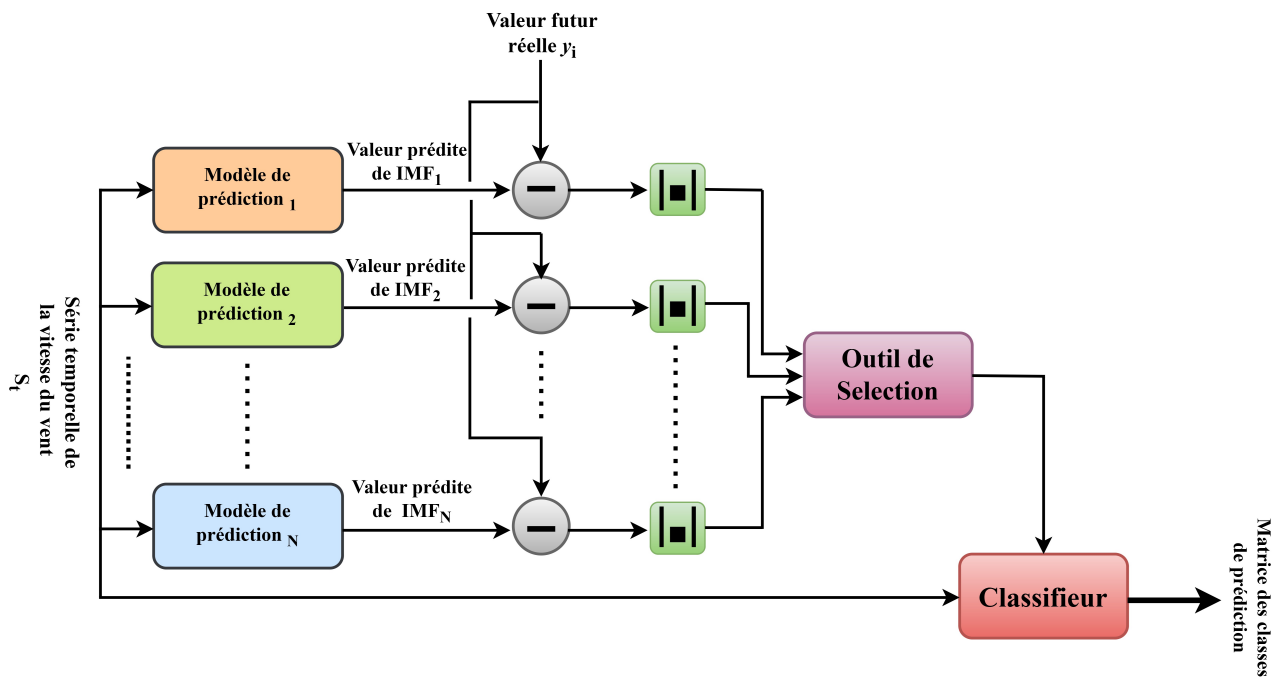 Valeur futur
réelle yi
Valeur prédite
de IMF1
Modèle de
prédiction 1
Valeur prédite
de IMF2
Modèle de
prédiction 2
Série temporelle de
la vitesse du vent
St
Outil de
Selection
Valeur prédite
de IMFN
Modèle de
prédiction N
Classifieur
Matrice des classes
de prédiction